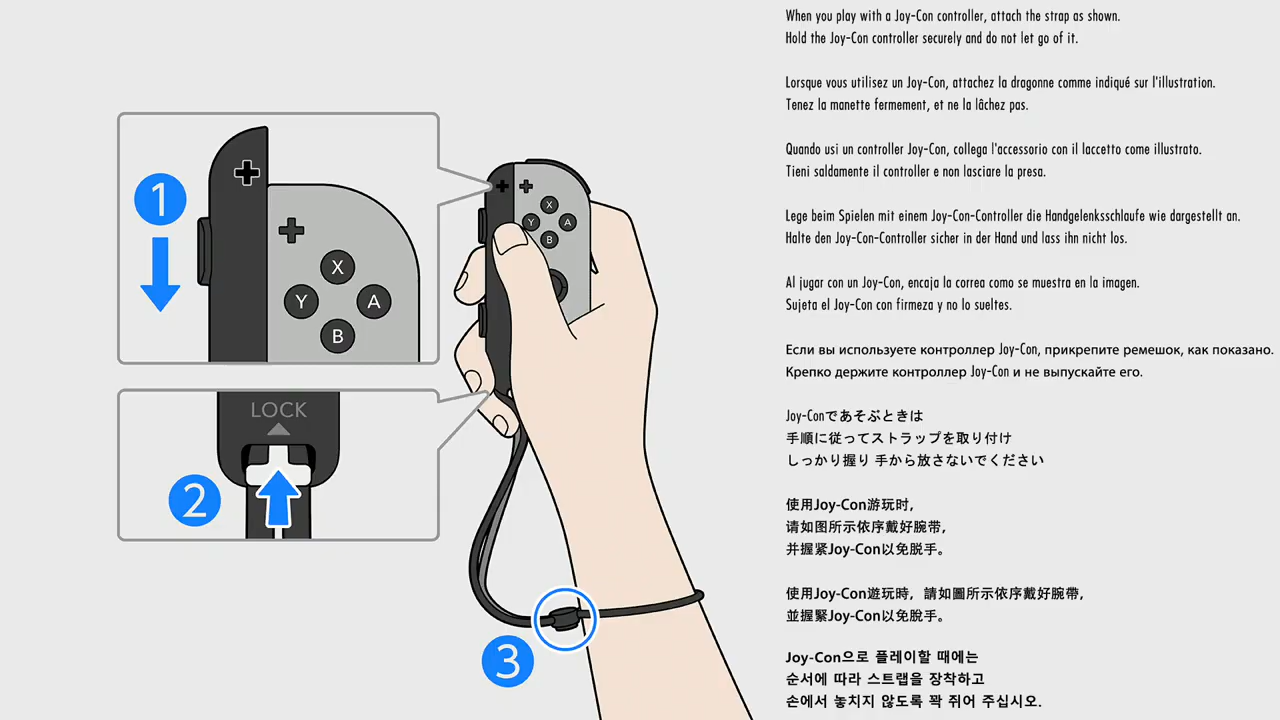 1
X
Y
A
B
LOCK
2
X
Y
A
B
3
When you play with a Joy-Con controller, attach the strap as shown.
Hold the Joy-Con controller securely and do not let go of it.
Lorsque vous utilisez un Joy-Con, attachez la dragonne comme indiqué sur l'illustration.
Tenez la manette fermement, et ne la lâchez pas.
Quando usi un controller Joy-Con, collega l'accessorio con il laccetto come illustrato.
Tieni saldamente il controller e non lasciare la presa.
Lege beim Spielen mit einem Joy-Con-Controller die Handgelenksschlaufe wie dargestellt an.
Halte den Joy-Con-Controller sicher in der Hand und lass ihn nicht los.
Al jugar con un Joy-Con, encaja la correa como se muestra en la imagen.
Sujeta el Joy-Con con firmeza y no lo sueltes.
Если вы используете контроллер Joy-Con, прикрепите ремешок, как показано.
Крепко держите контроллер Joy-Con и не выпускайте его.
Joy-Conであそぶときは
手順に従ってストラップを取り付け
しっかり握り 手から放さないでください
使用Joy-Con游玩时,
请如图所示依序戴好腕带,
并握紧Joy-Con以免脱手。
使用Joy-Con遊玩時, 請如圖所示依序戴好腕帶,
並握緊Joy-Con以免脫手。
Joy-Con으로 플레이할 때에는
순서에 따라 스트랩을 장착하고
손에서 놓치지 않도록 꽉 쥐어 주십시오.